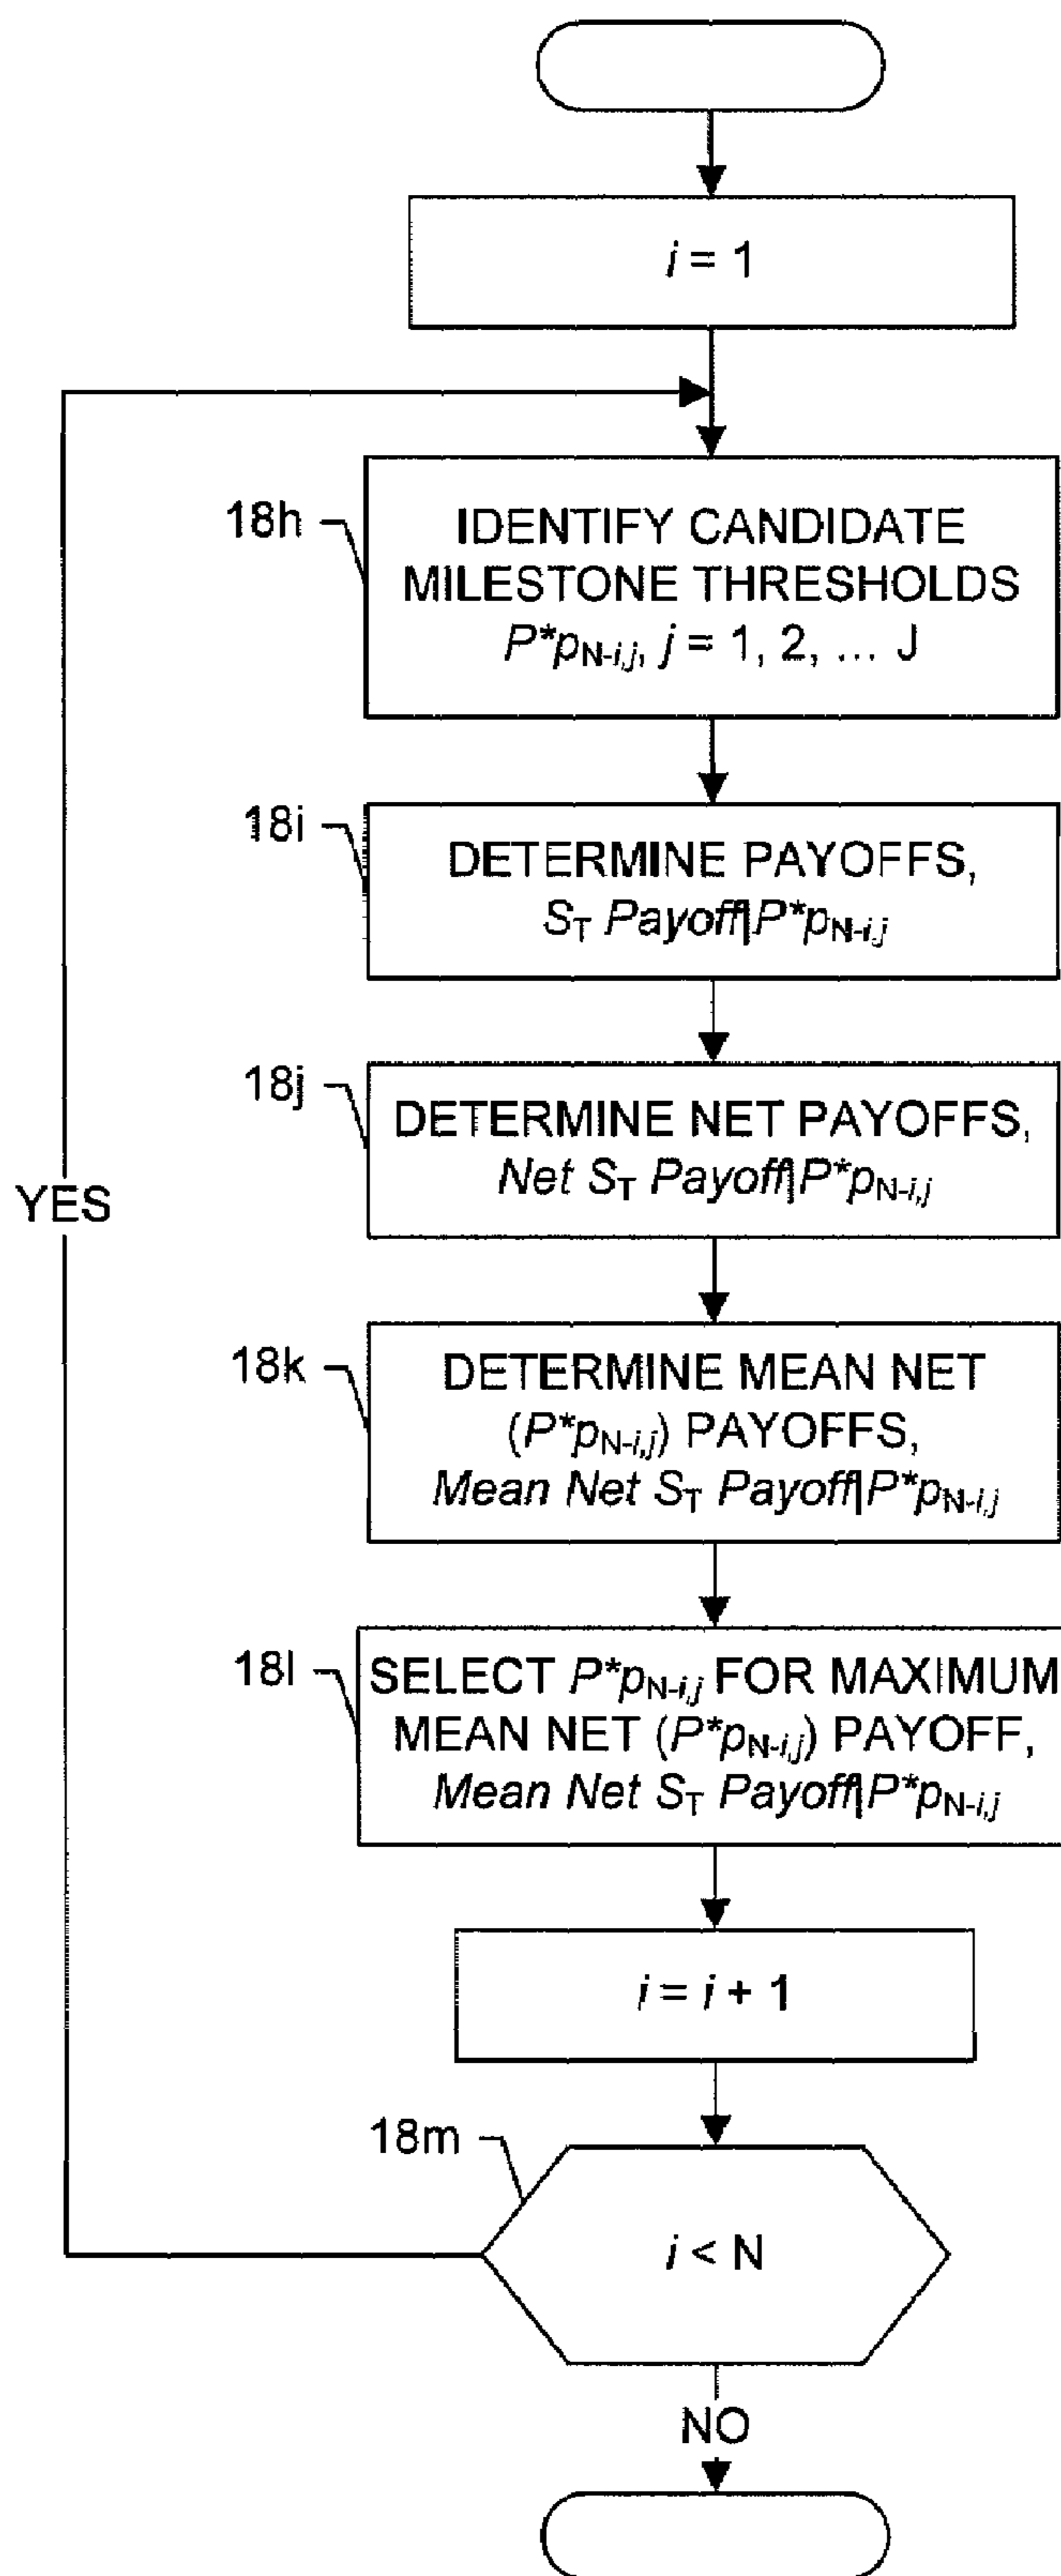 i = 1
18h
IDENTIFY CANDIDATE
MILESTONE THRESHOLDS
P*pN-i,j, j = 1, 2, ... J
18i
DETERMINE PAYOFFS,
ST Payoff|P*pN-i,j
18j
DETERMINE NET PAYOFFS,
Net ST Payoff|P*pN-i,j
18k
DETERMINE MEAN NET
(P*pN-i,j) PAYOFFS,
Mean Net ST Payoff|P*pN-i,j
18l
SELECT P*pN-i,j FOR MAXIMUM
MEAN NET (P*pN-i,j) PAYOFF,
Mean Net ST Payoff|P*pN-i,j
i = i + 1
18m
i < N
YES
NO